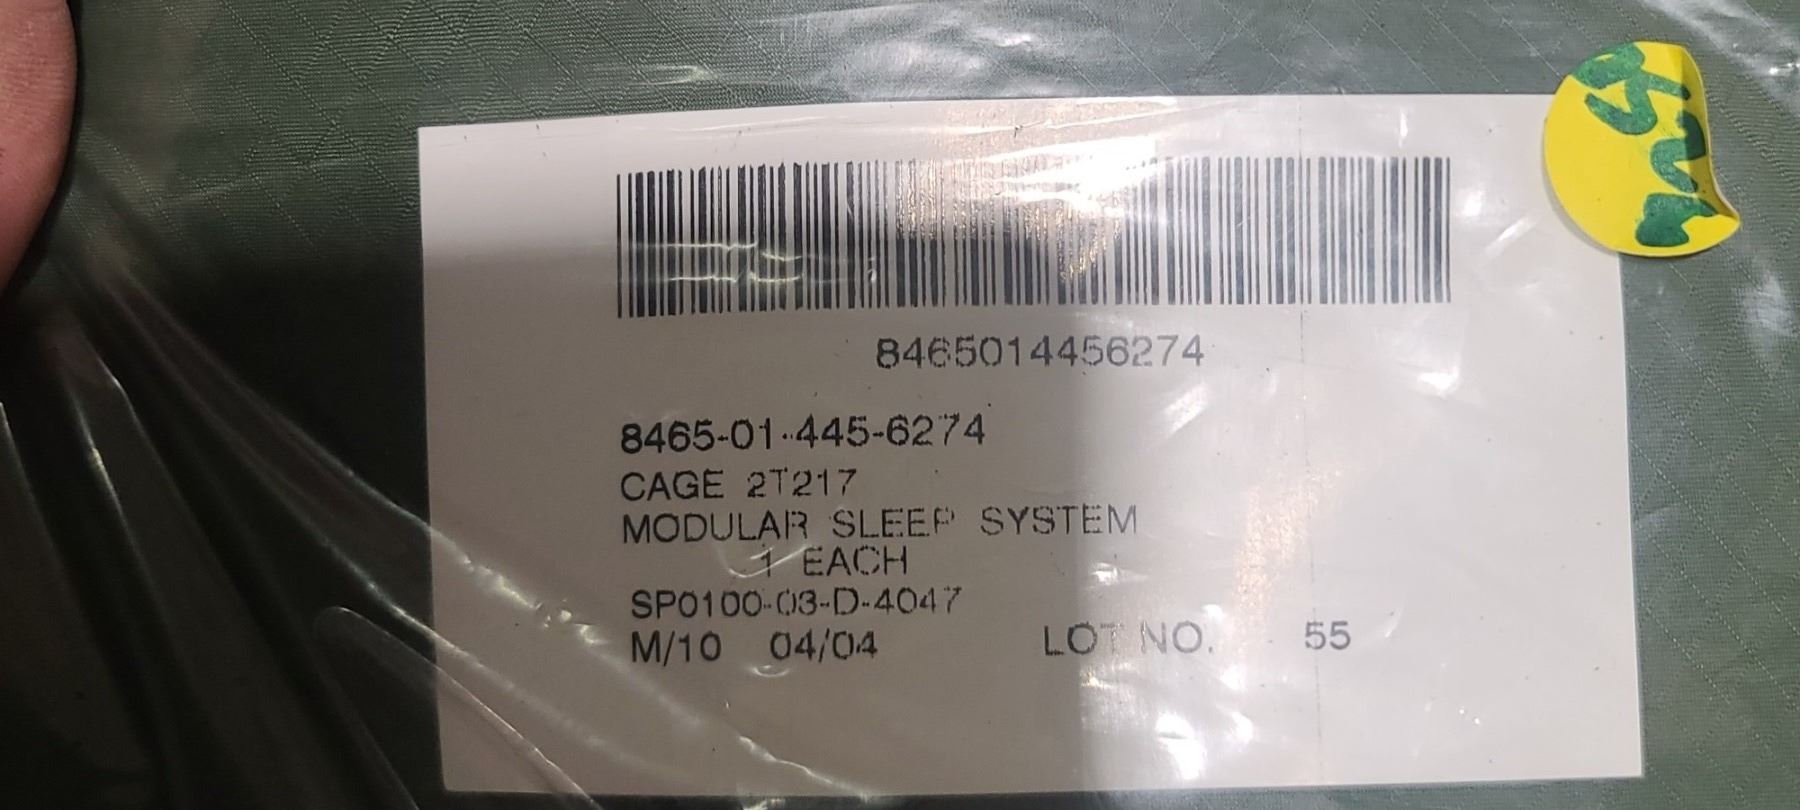 8465014456274
8465-01-445-6274
CAGE 2T217
MODULAR SLEEP SYSTEM
1 EACH
SP0100-03-D-4047
M/10 04/04 LOT NO. 55